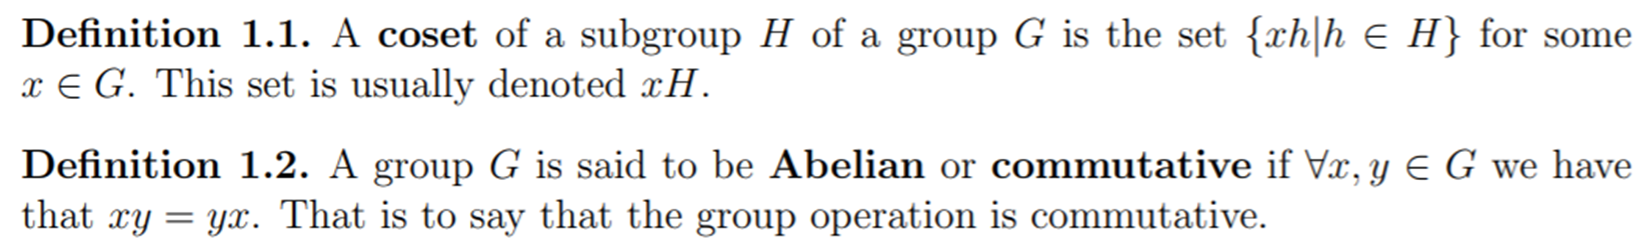 Definition 1.1. A coset of a subgroup H of a group G is the set {xh|h ∈ H} for some
x ∈ G. This set is usually denoted xH.
Definition 1.2. A group G is said to be Abelian or commutative if ∀x, y ∈ G we have
that xy = yx. That is to say that the group operation is commutative.